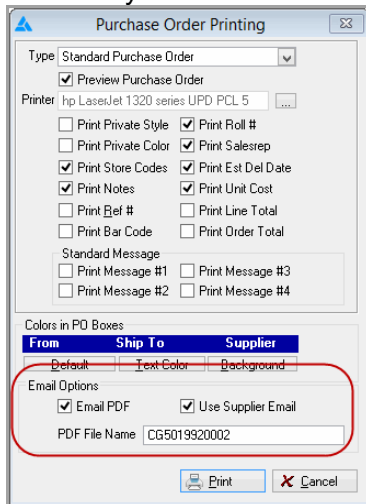 Purchase Order Printing
Type Standard Purchase Order
Preview Purchase Order
Printer hp LaserJet 1320 series UPD PCL 5 ...
Print Private Style Print Roll #
Print Private Color Print Salesrep
Print Store Codes Print Est Del Date
Print Notes Print Unit Cost
Print Ref # Print Line Total
Print Bar Code Print Order Total
Standard Message
Print Message #1 Print Message #3
Print Message #2 Print Message #4
Colors in PO Boxes
From Ship To Supplier
Default Text Color Background
Email Options
Email PDF Use Supplier Email
PDF File Name CG5019920002
Print Cancel